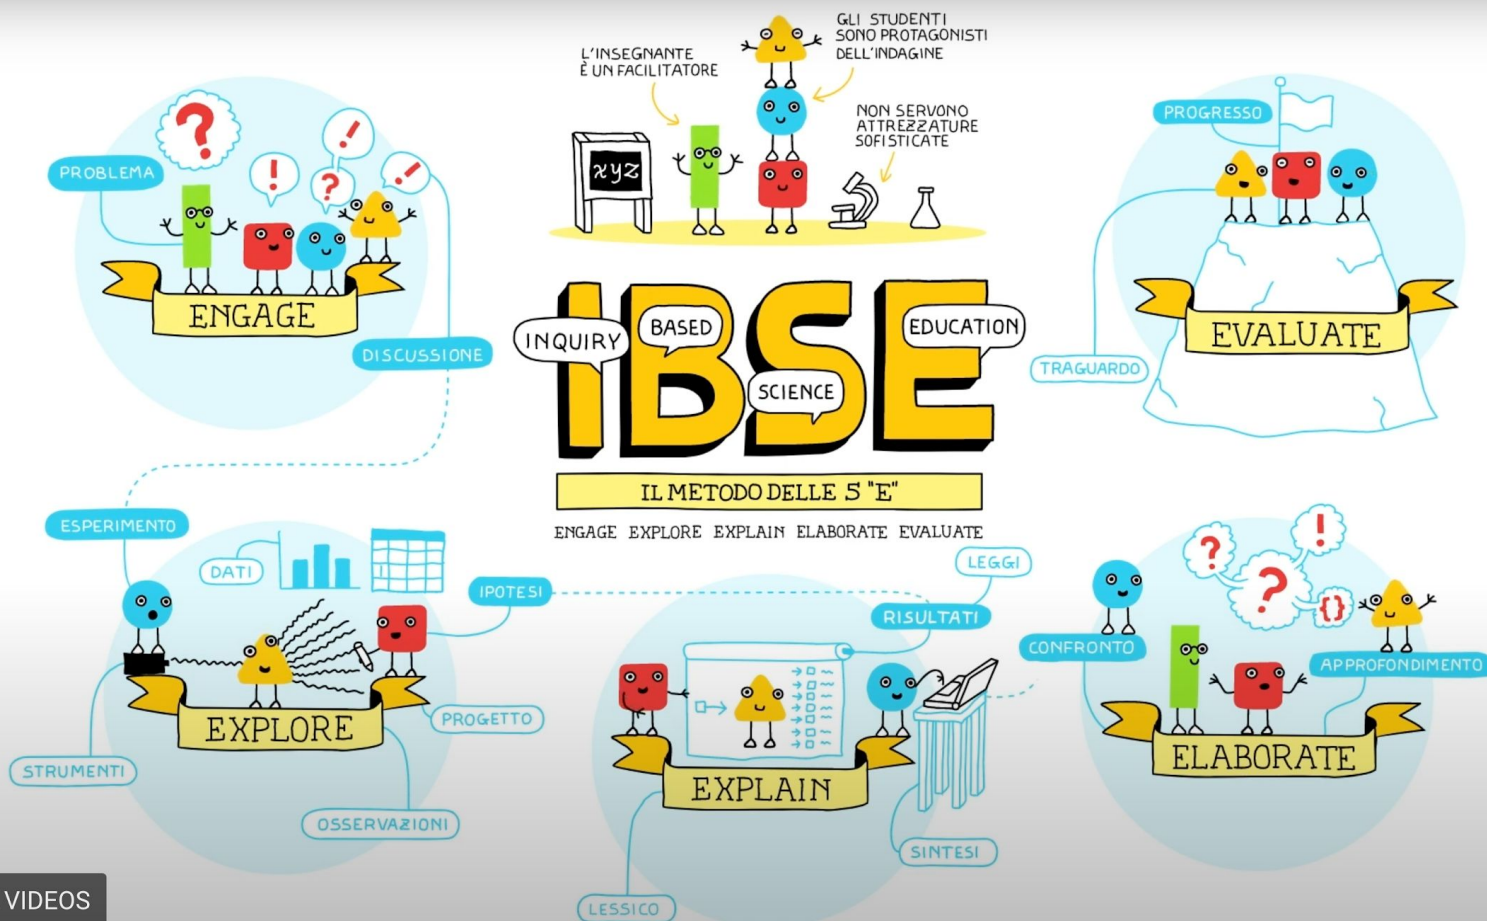 L'INSEGNANTE
È UN FACILITATORE
GLI STUDENTI
SONO PROTAGONISTI
DELL'INDAGINE
NON SERVONO
ATTREZZATURE
SOFISTICATE
xyz
PROBLEMA
?
!
?
!
!
ENGAGE
DISCUSSIONE
INQUIRY
BASED
SCIENCE
EDUCATION
IBSE
IL METODO DELLE 5 "E"
ENGAGE EXPLORE EXPLAIN ELABORATE EVALUATE
PROGRESSO
EVALUATE
TRAGUARDO
ESPERIMENTO
DATI
IPOTESI
EXPLORE
PROGETTO
STRUMENTI
OSSERVAZIONI
LEGGI
RISULTATI
EXPLAIN
SINTESI
LESSICO
?
!
?
{}
CONFRONTO
APPROFONDIMENTO
ELABORATE
VIDEOS